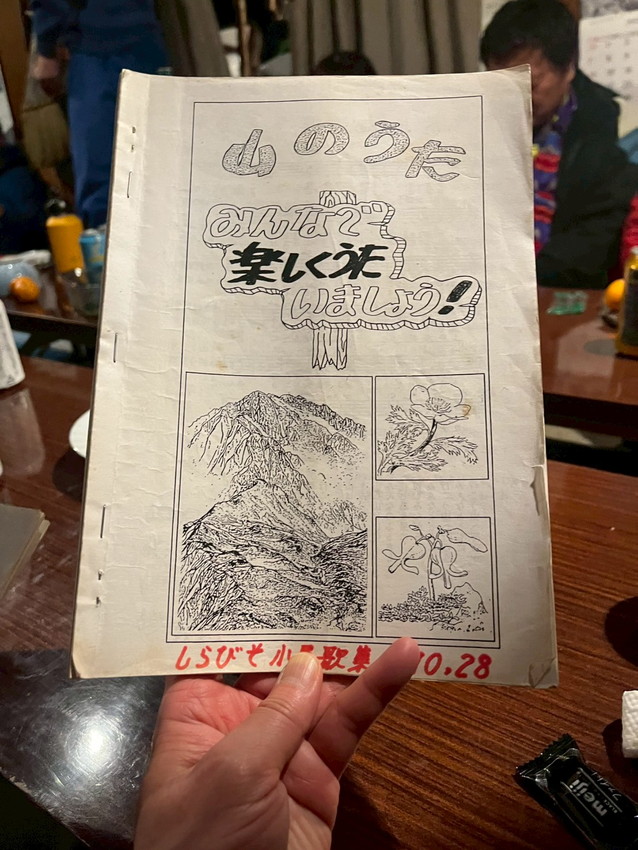 山のうた
みんなで
楽しくうた
いましょう!
しらびそ小 歌集 10.28
meiji